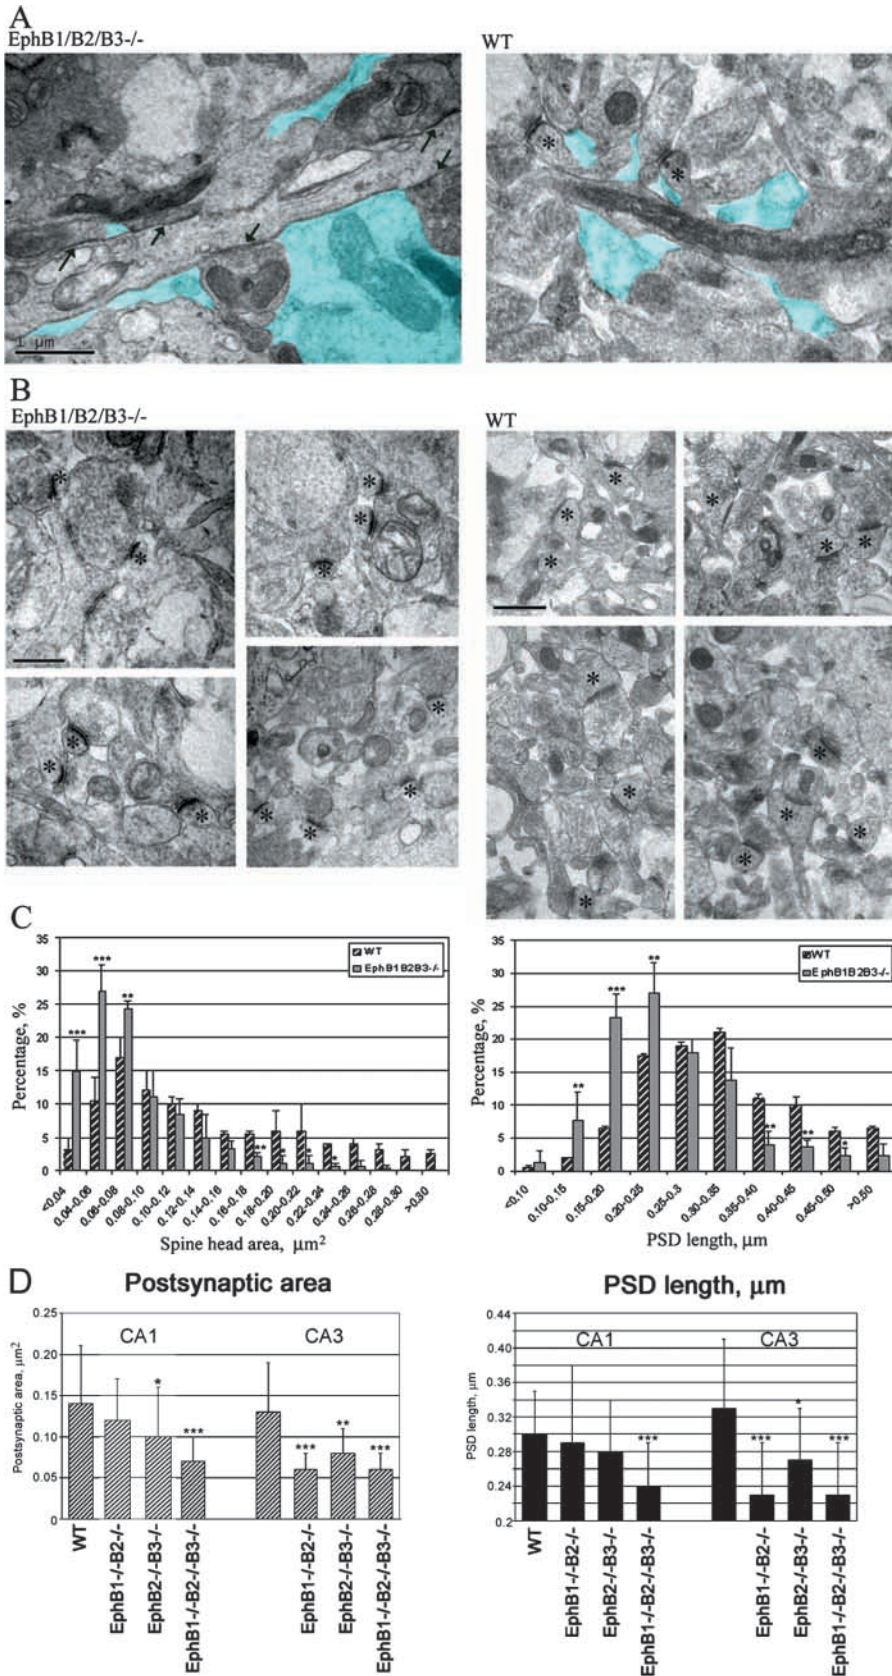 A
EphB1/B2/B3-/-
WT
1 µm
B
EphB1/B2/B3-/-
WT
C
35
30
25
20
15
10
5
0
Percentage, %
WT
EphB1B2B3-/-
***
***
**
**
*
*
*
<0.04
0.04-0.06
0.06-0.08
0.08-0.10
0.10-0.12
0.12-0.14
0.14-0.16
0.16-0.18
0.18-0.20
0.20-0.22
0.22-0.24
0.24-0.26
0.26-0.28
0.28-0.30
>0.30
Spine head area, µm²
35
30
25
20
15
10
5
0
Percentage, %
WT
EphB1B2B3-/-
**
***
**
**
**
*
<0.10
0.10-0.15
0.15-0.20
0.20-0.25
0.25-0.3
0.30-0.35
0.35-0.40
0.40-0.45
0.45-0.50
>0.50
PSD length, µm
D
Postsynaptic area
0.25
0.20
0.15
0.10
0.05
0
Postsynaptic area, µm²
CA1
CA3
*
***
***
**
***
WT
EphB1-/-B2-/-
EphB2-/-B3-/-
EphB1-/-B2-/-B3-/-
EphB1-/-B2-/-
EphB2-/-B3-/-
EphB1-/-B2-/-B3-/-
PSD length, µm
0.44
0.40
0.36
0.32
0.28
0.24
0.2
PSD length, µm
CA1
CA3
***
***
*
***
WT
EphB1-/-B2-/-
EphB2-/-B3-/-
EphB1-/-B2-/-B3-/-
EphB1-/-B2-/-
EphB2-/-B3-/-
EphB1-/-B2-/-B3-/-